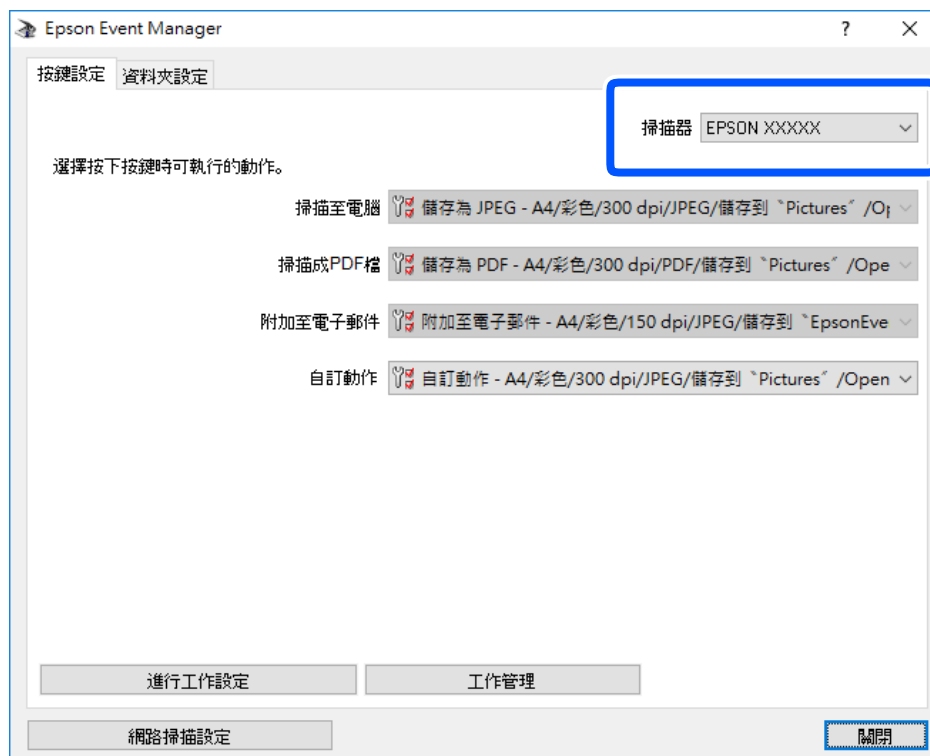 Epson Event Manager
按鍵設定 資料夾設定
掃描器 EPSON XXXXX
選擇按下按鍵時可執行的動作。
掃描至電腦 儲存為 JPEG - A4/彩色/300 dpi/JPEG/儲存到〝Pictures〞/Op
掃描成PDF檔 儲存為 PDF - A4/彩色/300 dpi/PDF/儲存到〝Pictures〞/Ope
附加至電子郵件 附加至電子郵件 - A4/彩色/150 dpi/JPEG/儲存到〝EpsonEve
自訂動作 自訂動作 - A4/彩色/300 dpi/JPEG/儲存到〝Pictures〞/Open
進行工作設定 工作管理
網路掃描設定 關閉